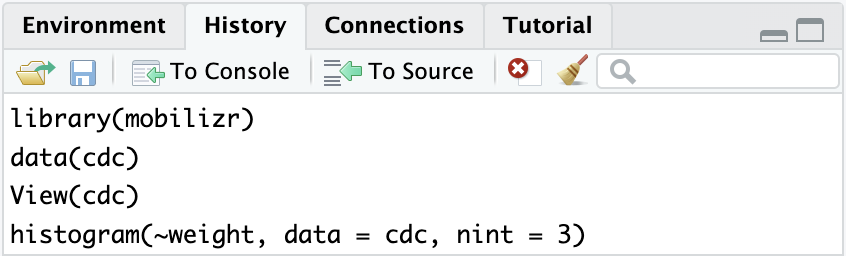 Environment History Connections Tutorial
To Console To Source
library(mobilizr)
data(cdc)
View(cdc)
histogram(~weight, data = cdc, nint = 3)